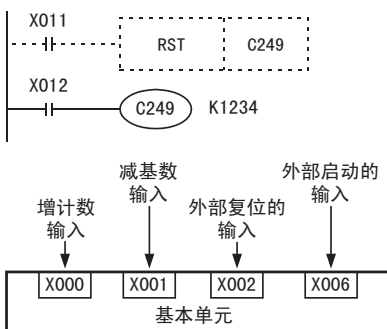 X011
RST C249
X012
C249 K1234
减基数
输入
外部启动的
输入
增计数
输入
外部复位的
输入
X000 X001 X002 X006
基本单元